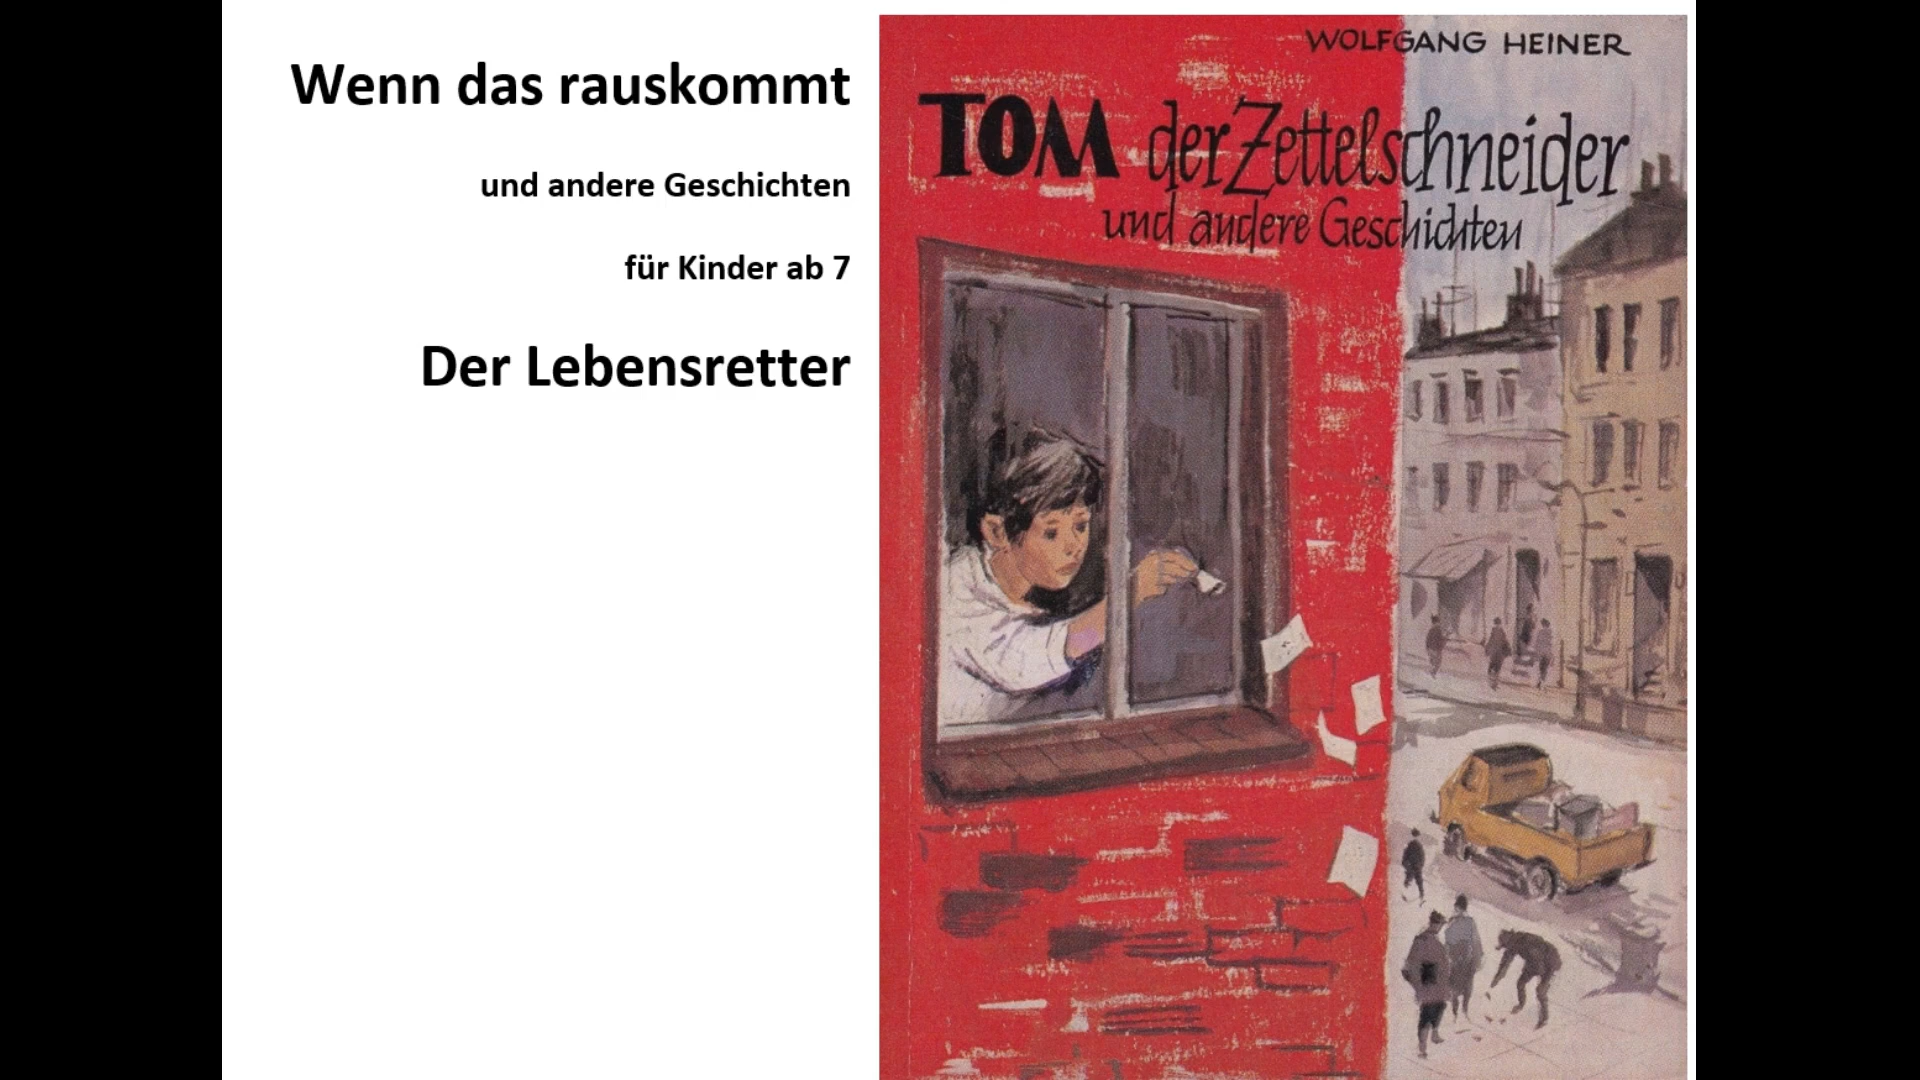 Wenn das rauskommt
und andere Geschichten
für Kinder ab 7
Der Lebensretter
WOLFGANG HEINER
TOM der Zettelschneider
und andere Geschichten